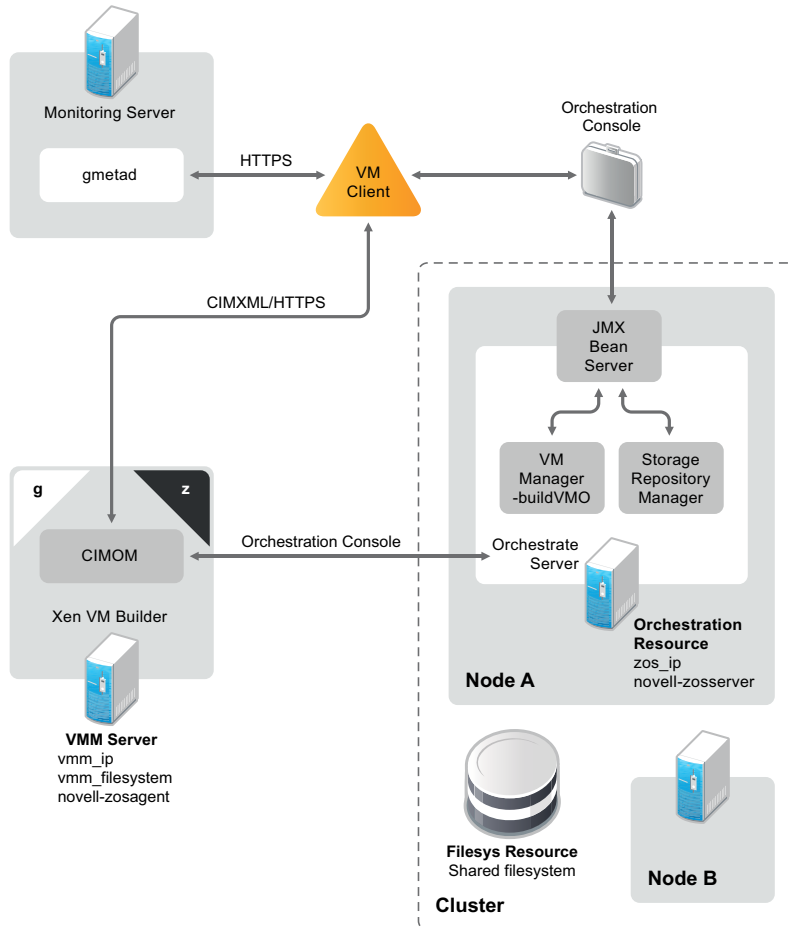 Monitoring Server
gmetad
HTTPS
VM
Client
Orchestration
Console
CIMXML/HTTPS
JMX
Bean
Server
VM
Manager
-buildVMO
Storage
Repository
Manager
g
z
CIMOM
Orchestration Console
Orchestrate
Server
Xen VM Builder
Orchestration
Resource
zos_ip
novell-zosserver
Node A
VMM Server
vmm_ip
vmm_filesystem
novell-zosagent
Filesys Resource
Shared filesystem
Node B
Cluster